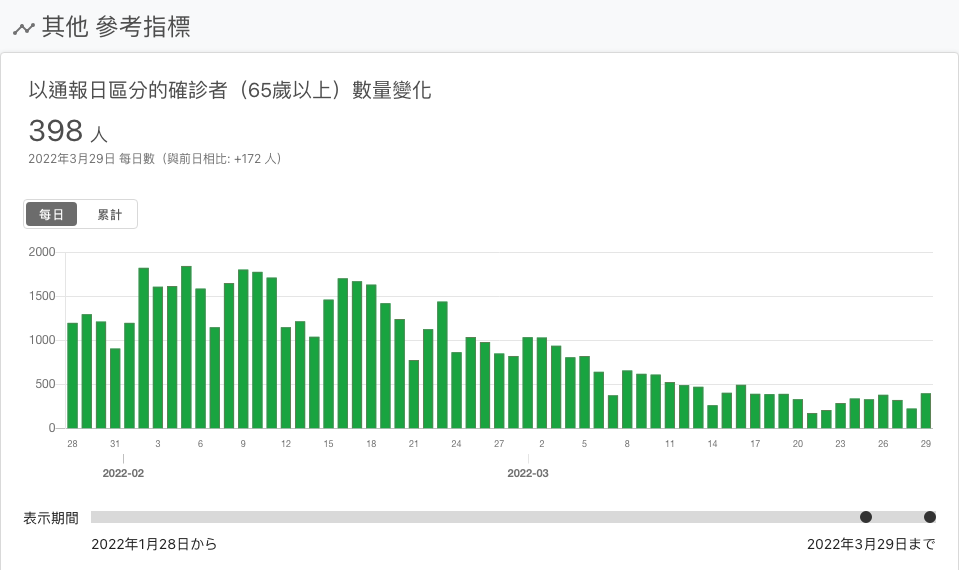 其他 參考指標
以通報日區分的確診者（65歲以上）數量變化
398 人
2022年3月29日 每日數（與前日相比: +172 人）
每日 累計
2000
1500
1000
500
0
28 31 3 6 9 12 15 18 21 24 27 2 5 8 11 14 17 20 23 26 29
2022-02 2022-03
表示期間
2022年1月28日から 2022年3月29日まで